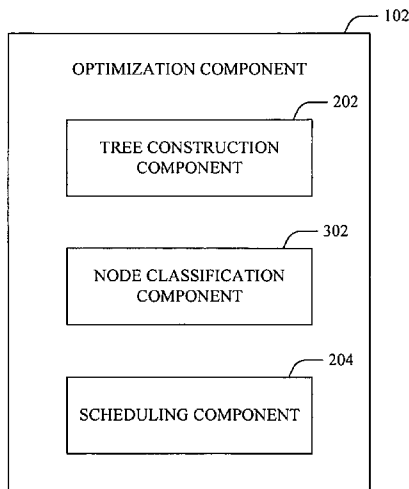 102
OPTIMIZATION COMPONENT
202
TREE CONSTRUCTION
COMPONENT
302
NODE CLASSIFICATION
COMPONENT
204
SCHEDULING COMPONENT